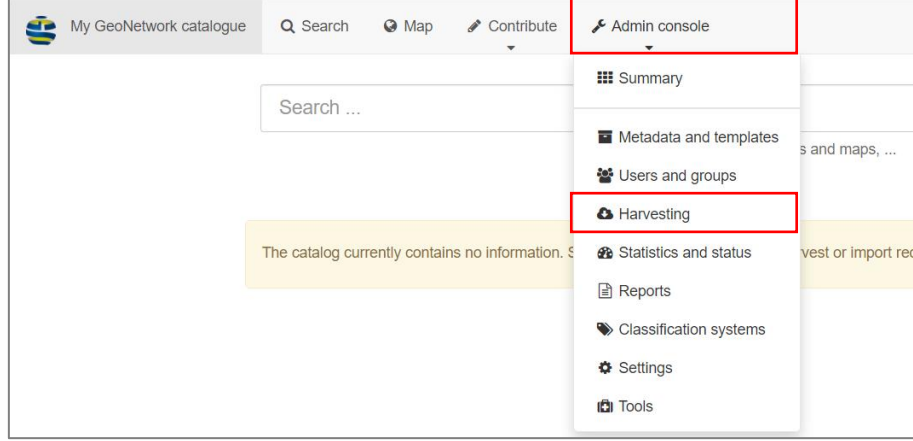 My GeoNetwork catalogue Search Map Contribute Admin console
Summary
Search ...
Metadata and templates
s and maps, ...
Users and groups
Harvesting
The catalog currently contains no information. Statistics and status vest or import
Reports
Classification systems
Settings
Tools